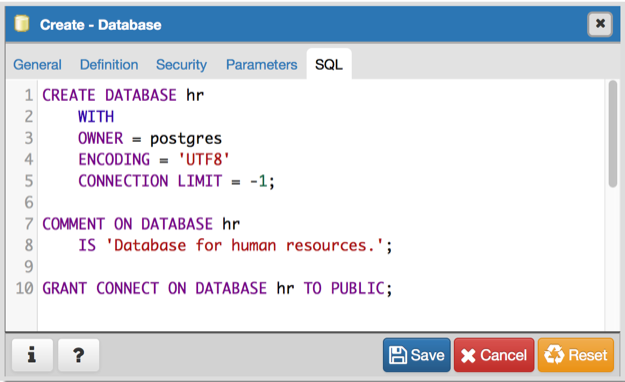 Create - Database
General Definition Security Parameters SQL
1 CREATE DATABASE hr
2 WITH
3 OWNER = postgres
4 ENCODING = 'UTF8'
5 CONNECTION LIMIT = -1;
6
7 COMMENT ON DATABASE hr
8 IS 'Database for human resources.';
9
10 GRANT CONNECT ON DATABASE hr TO PUBLIC;
i ? Save Cancel Reset